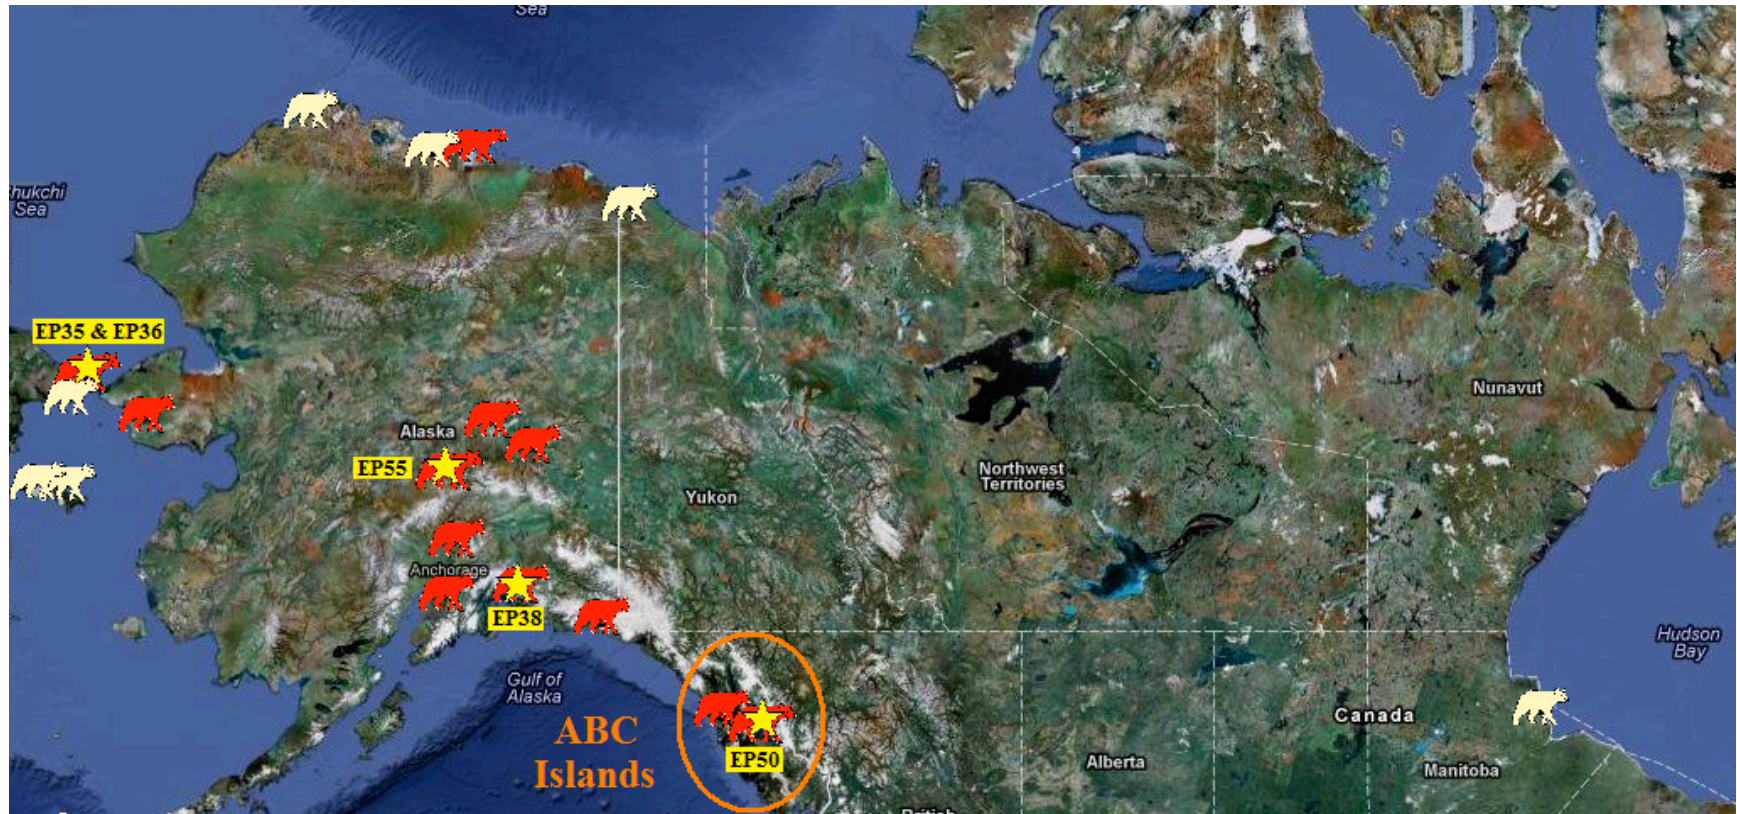 Sea
hukchi
Sea
EP35 & EP36
Nunavut
Alaska
EP55
Northwest
Territories
Yukon
Anchorage
EP38
Hudson
Bay
Gulf of
Alaska
ABC
Islands
EP50
Canada
Alberta
Manitoba